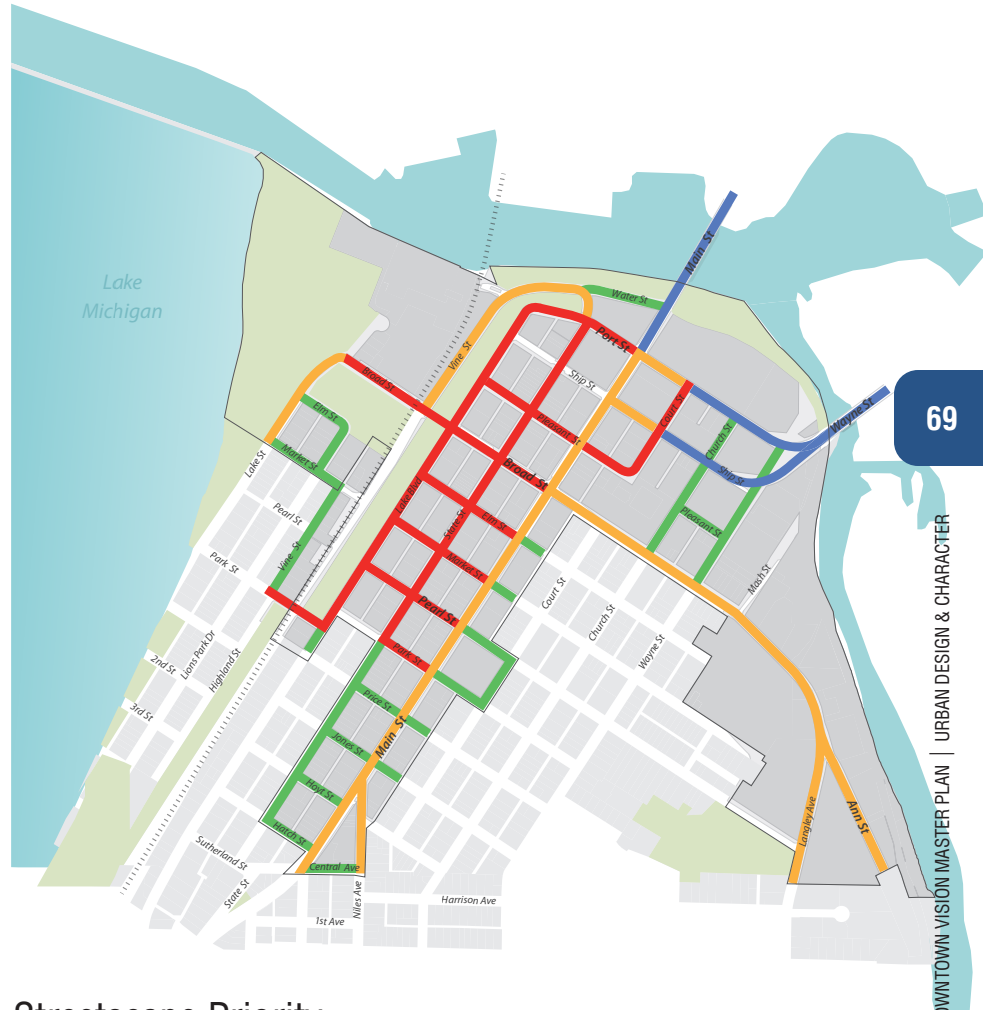 Lake
Michigan
Main St
Water St
Port St
Vine St
Ship St
Broad St
Court St
Wayne St
69
Elm St
Pleasant St
Church St
Market St
Lake St
Broad St
Ship St
Lake Blvd
State St
Elm St
Pearl St
Pleasant St
Vine St
Market St
Park St
Mash St
Court St
Pearl St
Church St
Wayne St
Park St
Lions Park Dr
2nd St
Highland St
Price St
3rd St
Main St
Jones St
Hoyt St
Langley Ave
Ann St
Hatch St
Sutherland St
Central Ave
State St
Niles Ave
Harrison Ave
1st Ave
OWNTOWN VISION MASTER PLAN | URBAN DESIGN & CHARACTER
Streetscape Priority